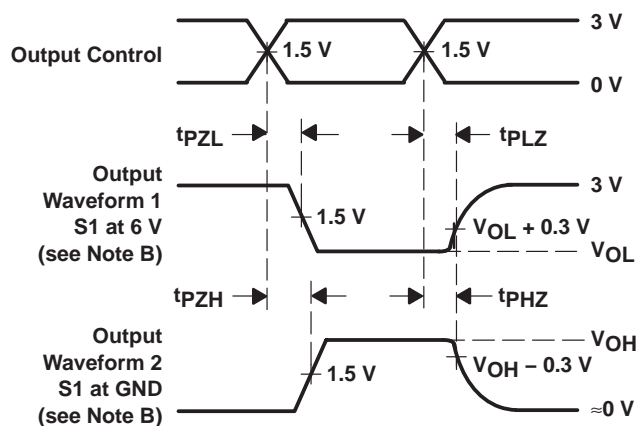 3 V
Output Control
1.5 V
1.5 V
0 V
tPZL
tPLZ
Output
Waveform 1
S1 at 6 V
(see Note B)
3 V
1.5 V
VOL + 0.3 V
VOL
tPZH
tPHZ
Output
Waveform 2
S1 at GND
(see Note B)
VOH
VOH − 0.3 V
1.5 V
≈0 V